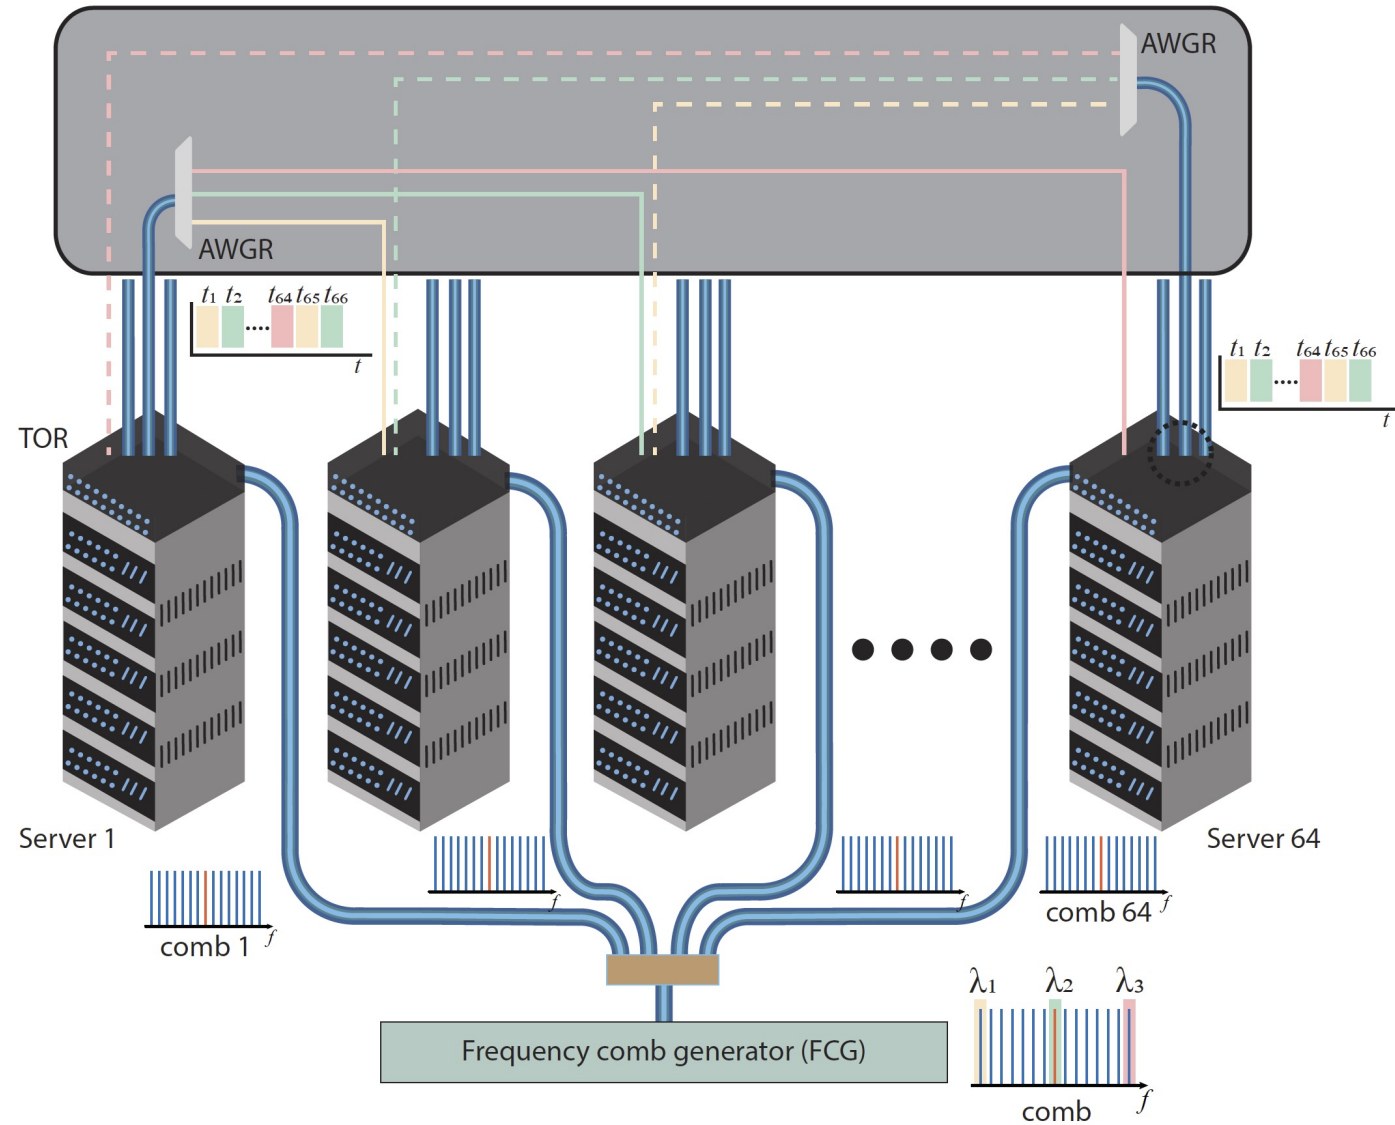 AWGR
AWGR
t1 t2 t64 t65 t66
t
t1 t2 t64 t65 t66
t
TOR
Server 1
Server 64
f
f
f
f
comb 1
comb 64
λ1 λ2 λ3
Frequency comb generator (FCG)
f
comb